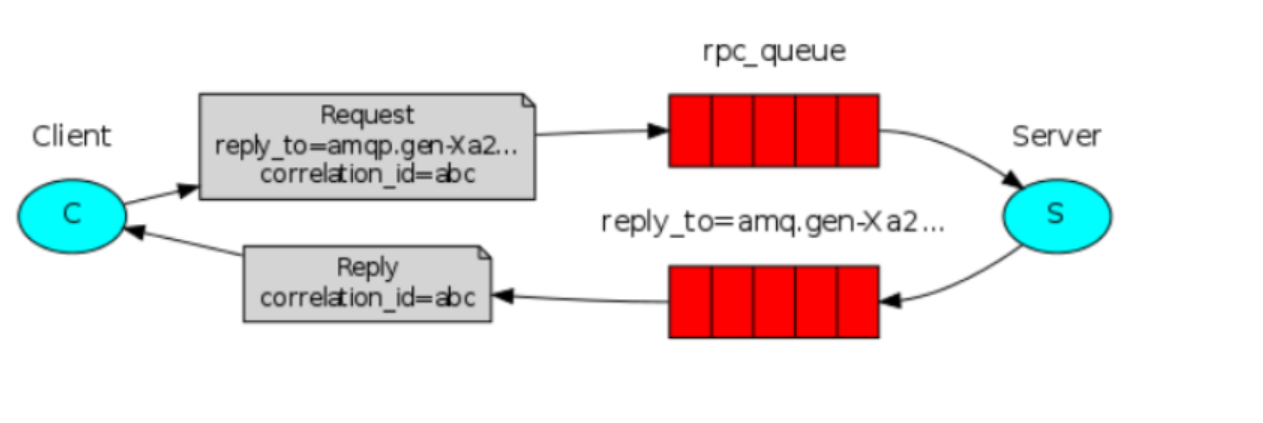 rpc_queue
Client
Request
reply_to=amqp.gen-Xa2...
correlation_id=abc
Server
C
S
reply_to=amq.gen-Xa2...
Reply
correlation_id=abc